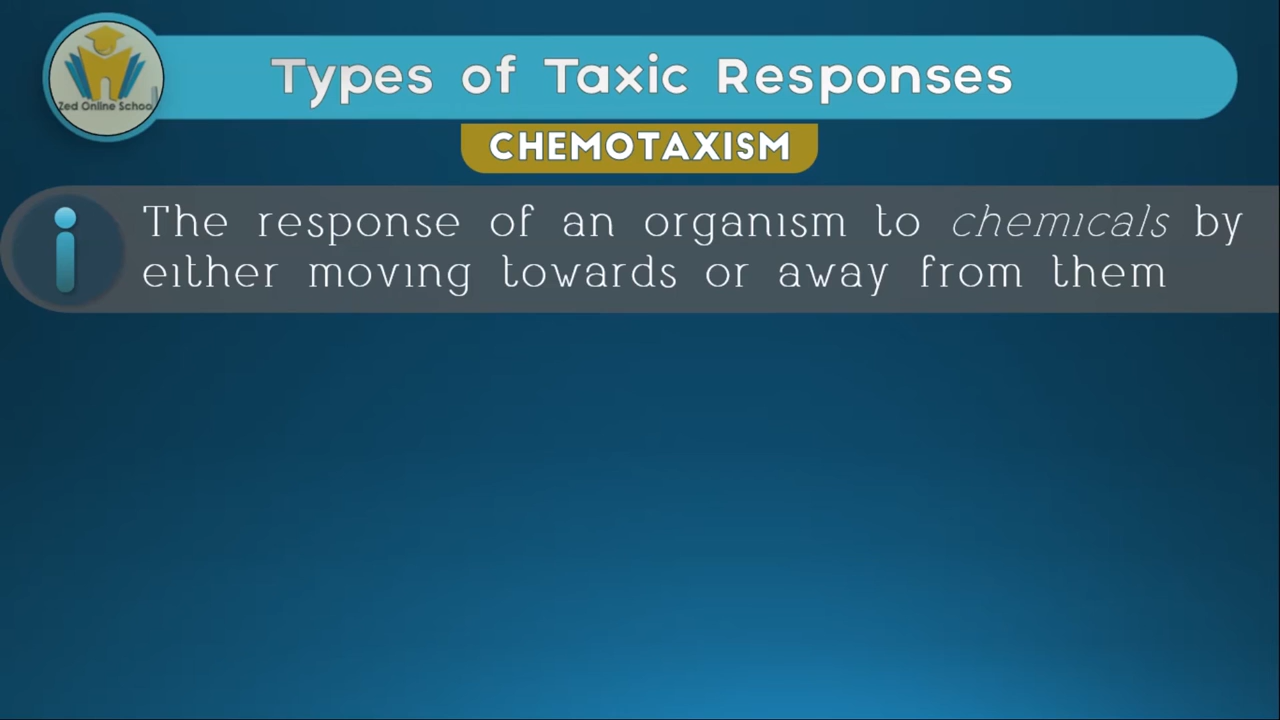 Zed Online School
Types of Taxic Responses
CHEMOTAXISM
The response of an organism to chemicals by
either moving towards or away from them